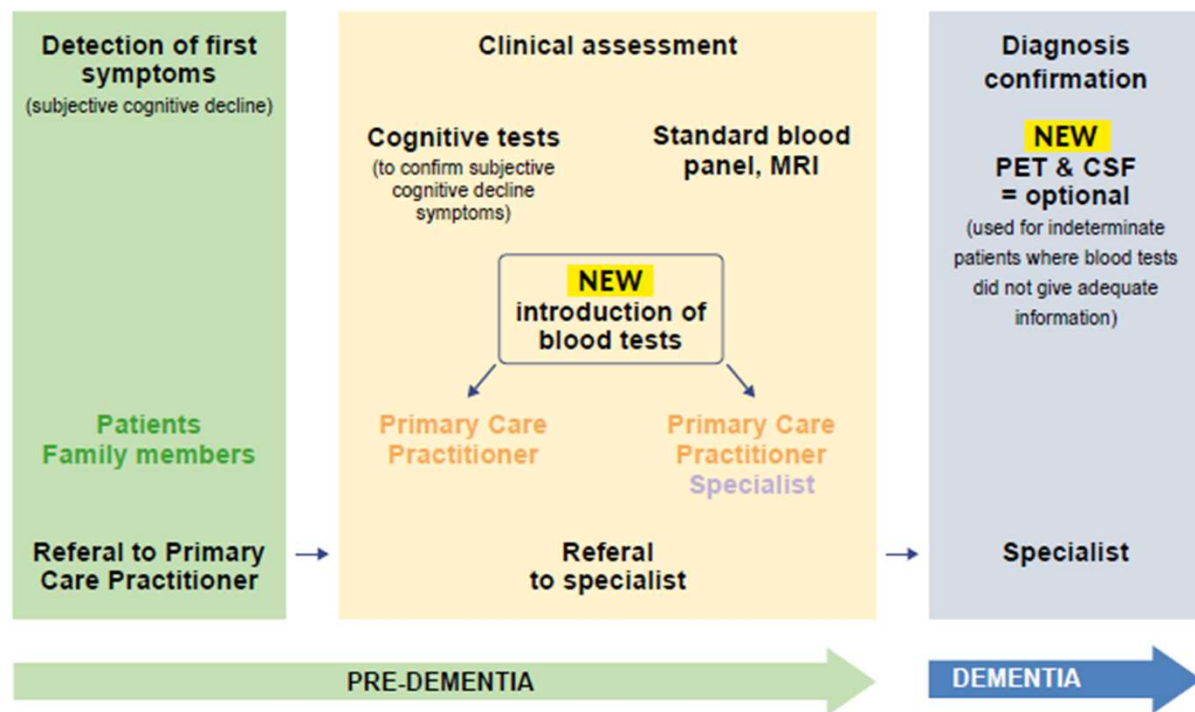 Detection of first
symptoms
(subjective cognitive decline)
Patients
Family members
Referal to Primary
Care Practitioner
Clinical assessment
Cognitive tests
(to confirm subjective
cognitive decline
symptoms)
Standard blood
panel, MRI
NEW
introduction of
blood tests
Primary Care
Practitioner
Primary Care
Practitioner
Specialist
Referal
to specialist
Diagnosis
confirmation
NEW
PET & CSF
= optional
(used for indeterminate
patients where blood tests
did not give adequate
information)
Specialist
PRE-DEMENTIA
DEMENTIA